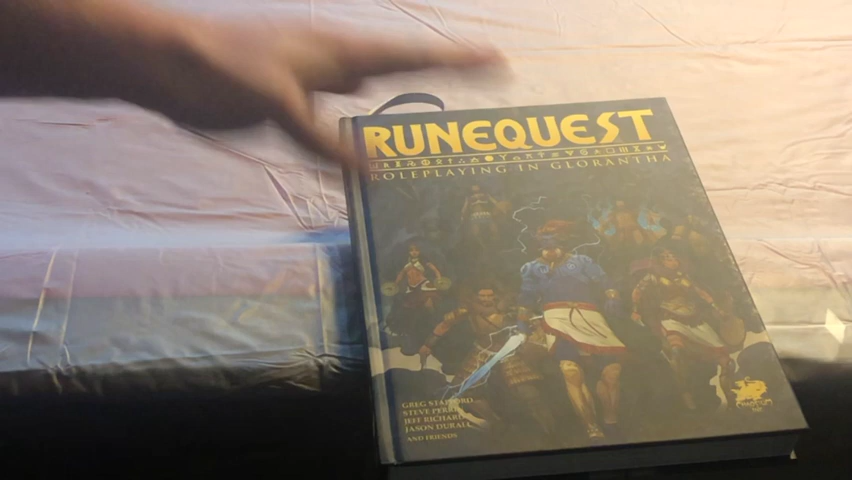 RUNEQUEST
ROLEPLAYING IN GLORANTHA
GREG STAFFORD
STEVE PERRIN
JEFF RICHARD
JASON DURALL
AND FRIENDS